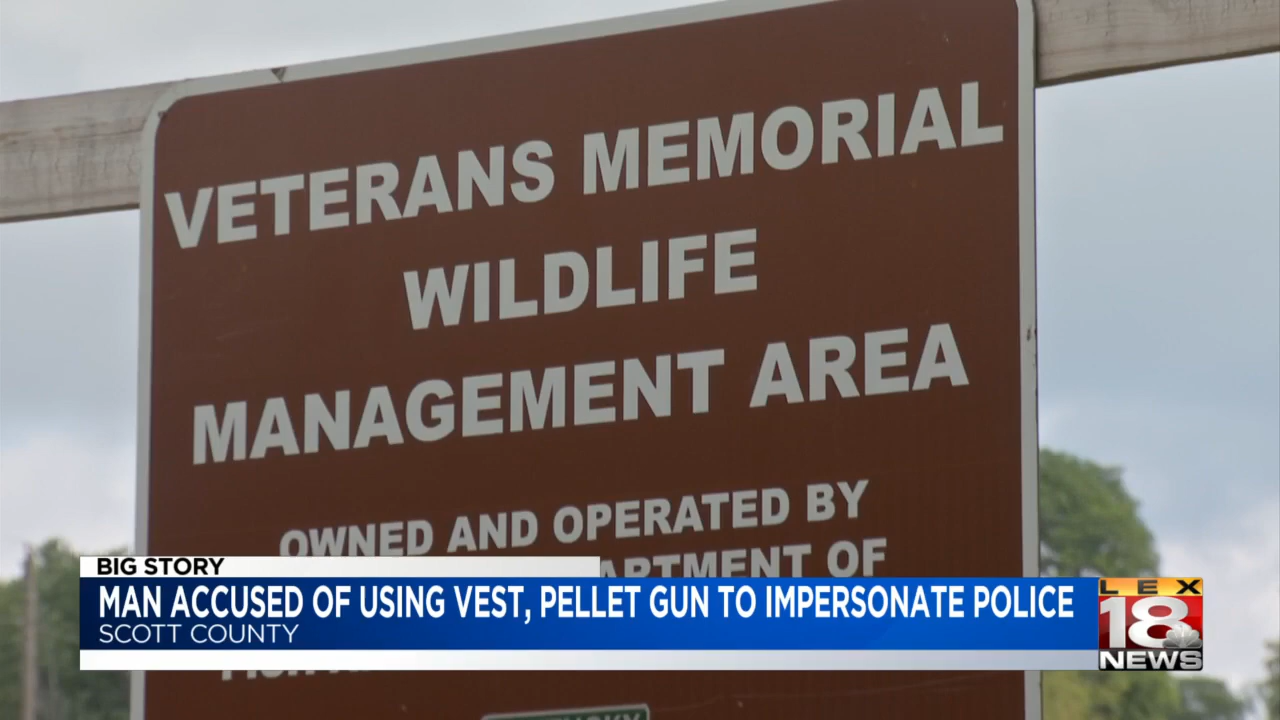 VETERANS MEMORIAL
WILDLIFE
MANAGEMENT AREA
OWNED AND OPERATED BY
OF
BIG STORY
MAN ACCUSED OF USING VEST, PELLET GUN TO IMPERSONATE POLICE
SCOTT COUNTY
LEX
18
NEWS